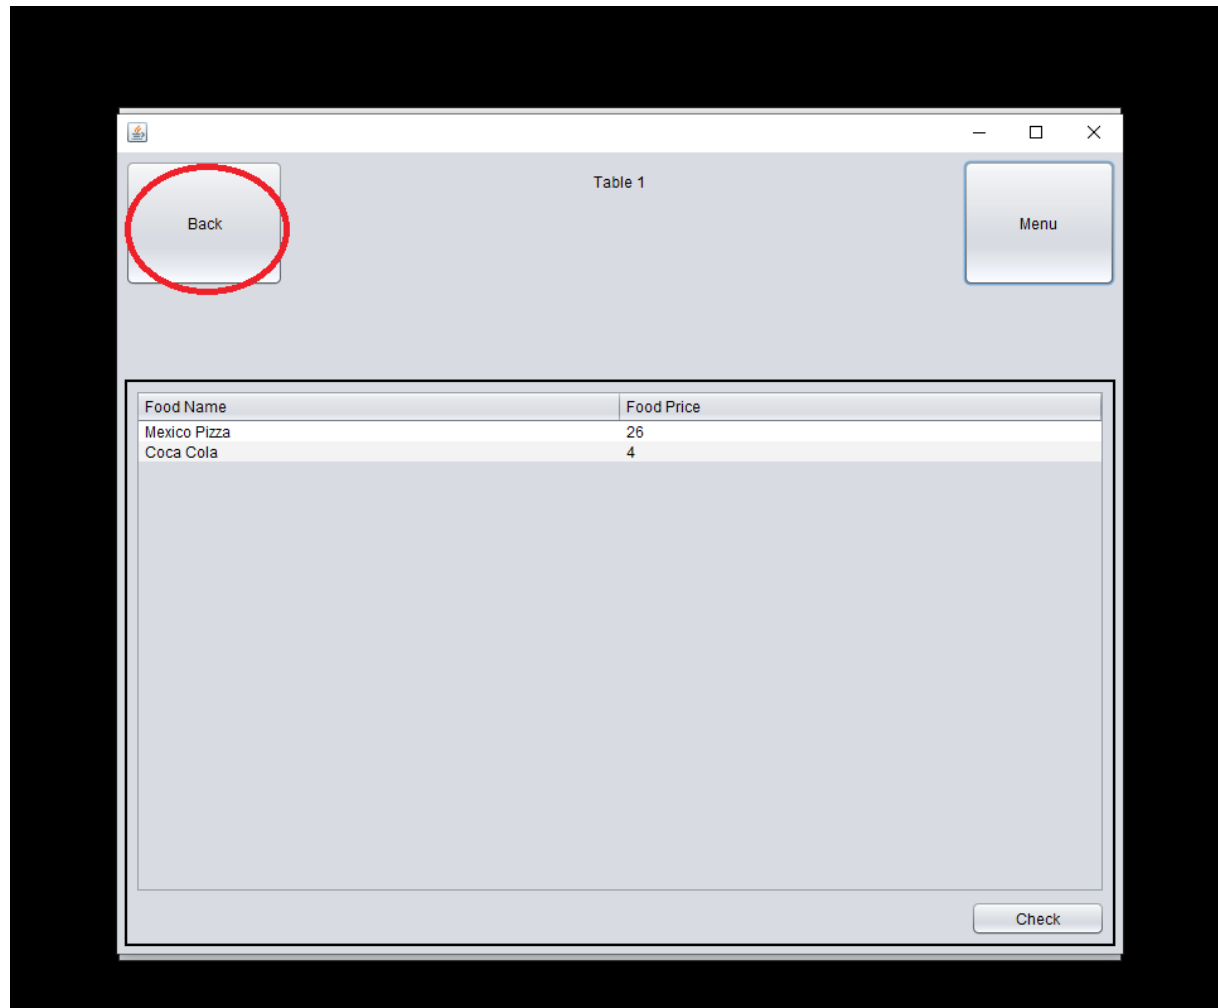 Table 1
Back
Menu
Food Name Food Price
Mexico Pizza 26
Coca Cola 4
Check